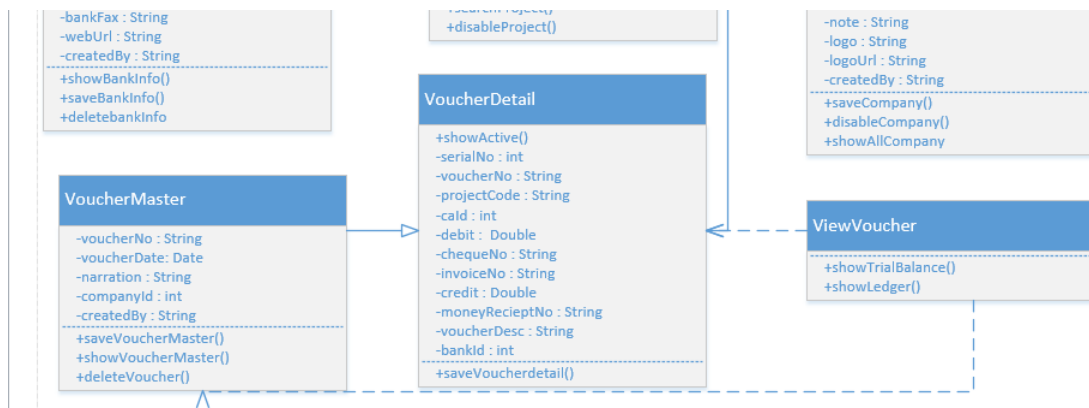 -bankFax : String
-webUrl : String
-createdBy : String
+showBankInfo()
+saveBankInfo()
+deletebankInfo
+searchProject()
+disableProject()
-note : String
-logo : String
-logoUrl : String
-createdBy : String
+saveCompany()
+disableCompany()
+showAllCompany
VoucherDetail
+showActive()
-serialNo : int
-voucherNo : String
-projectCode : String
-caId : int
-debit : Double
-chequeNo : String
-invoiceNo : String
-credit : Double
-moneyRecieptNo : String
-voucherDesc : String
-bankId : int
+saveVoucherdetail()
VoucherMaster
-voucherNo : String
-voucherDate: Date
-narration : String
-companyId : int
-createdBy : String
+saveVoucherMaster()
+showVoucherMaster()
+deleteVoucher()
ViewVoucher
+showTrialBalance()
+showLedger()